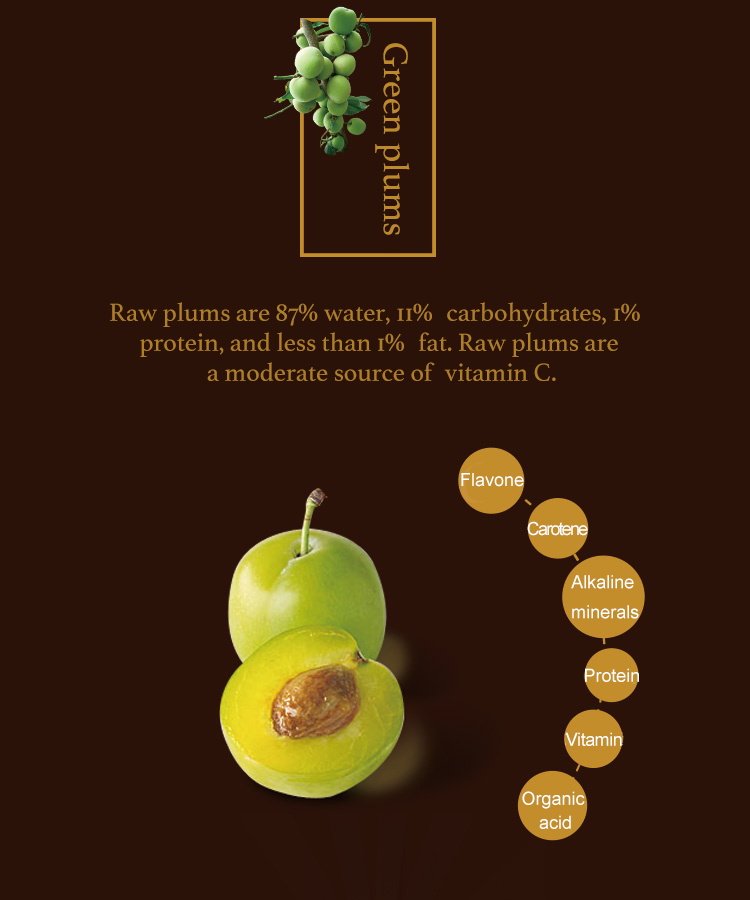 Green plums
Raw plums are 87% water, 11% carbohydrates, 1%
protein, and less than 1% fat. Raw plums are
a moderate source of vitamin C.
Flavone
Carotene
Alkaline
minerals
Protein
Vitamin
Organic
acid